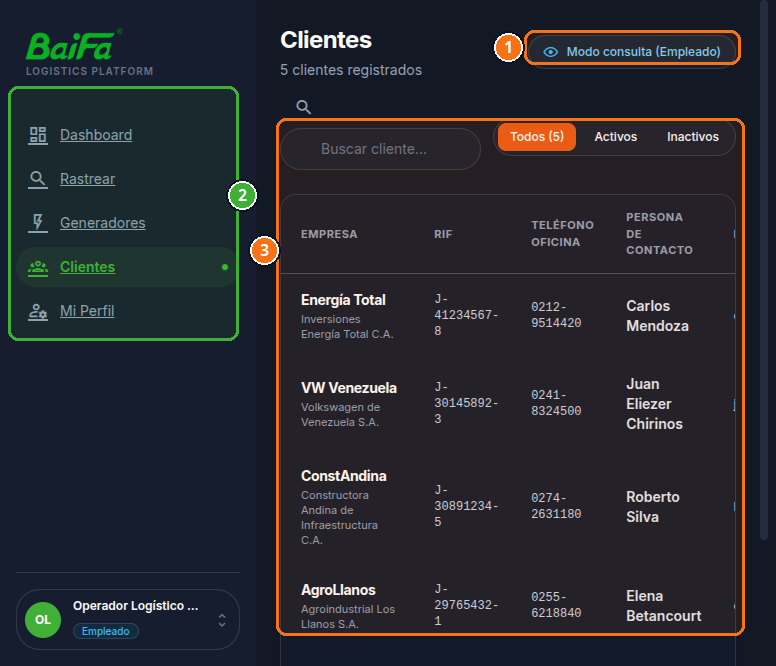 BaiFa®
LOGISTICS PLATFORM
Dashboard
Rastrear
Generadores
Clientes
Mi Perfil
2
OL
Operador Logístico ...
Empleado
Clientes
5 clientes registrados
1
Modo consulta (Empleado)
3
Buscar cliente...
Todos (5)
Activos
Inactivos
EMPRESA
RIF
TELÉFONO
OFICINA
PERSONA
DE
CONTACTO
Energía Total
Inversiones
Energía Total C.A.
J-
41234567-
8
0212-
9514420
Carlos
Mendoza
VW Venezuela
Volkswagen de
Venezuela S.A.
J-
30145892-
3
0241-
8324500
Juan
Eliezer
Chirinos
ConstAndina
Constructora
Andina de
Infraestructura
C.A.
J-
30891234-
5
0274-
2631180
Roberto
Silva
AgroLlanos
Agroindustrial Los
Llanos S.A.
J-
29765432-
1
0255-
6218840
Elena
Betancourt